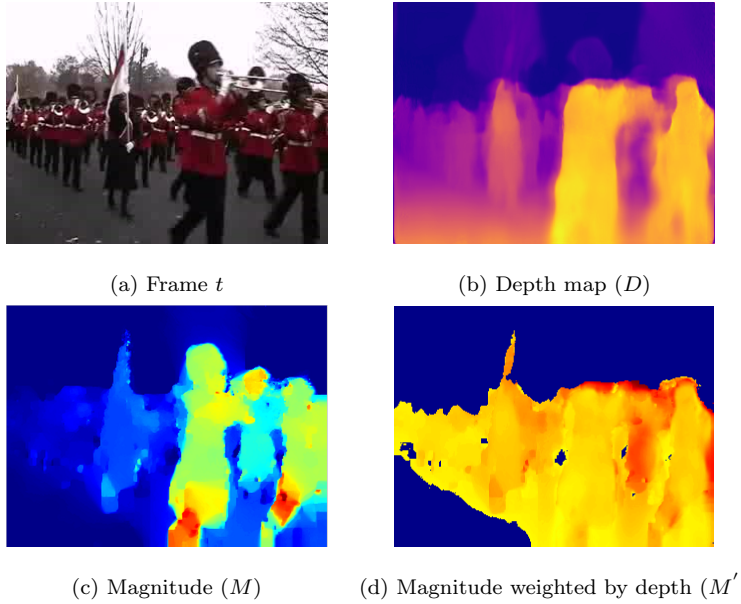 (a) Frame t
(b) Depth map (D)
(c) Magnitude (M)
(d) Magnitude weighted by depth (M′